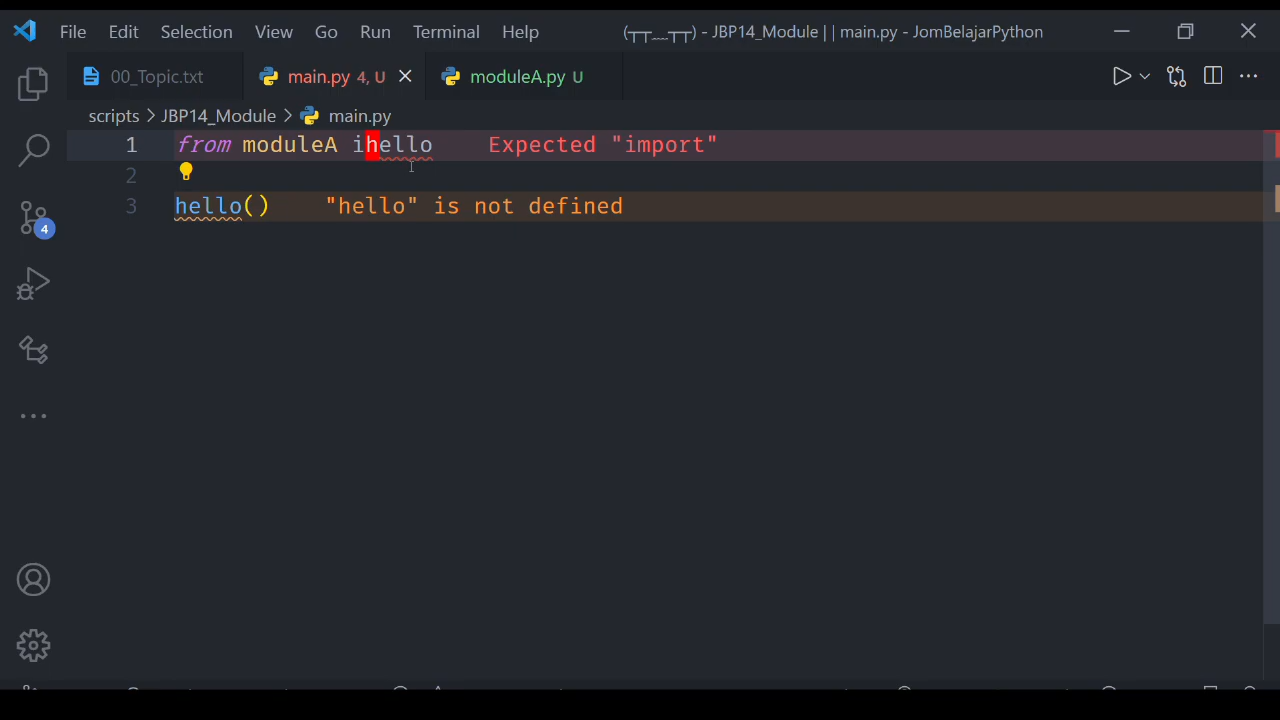 File Edit Selection View Go Run Terminal Help (┬┬﹏┬┬) - JBP14_Module | | main.py - JomBelajarPython
00_Topic.txt main.py 4, U moduleA.py U
scripts > JBP14_Module > main.py
1 from moduleA ihello Expected "import"
2
3 hello() "hello" is not defined
4